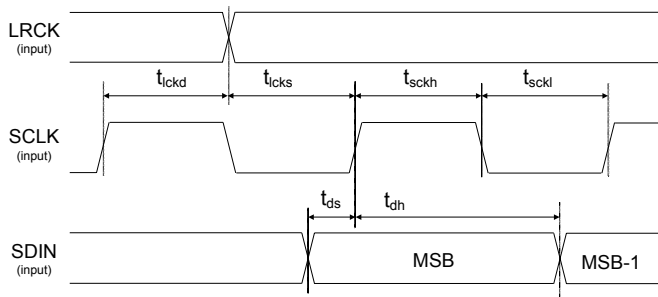 LRCK
(input)
tlckd
tlcks
tsckh
tsckl
SCLK
(input)
tds
tdh
SDIN
(input)
MSB
MSB-1